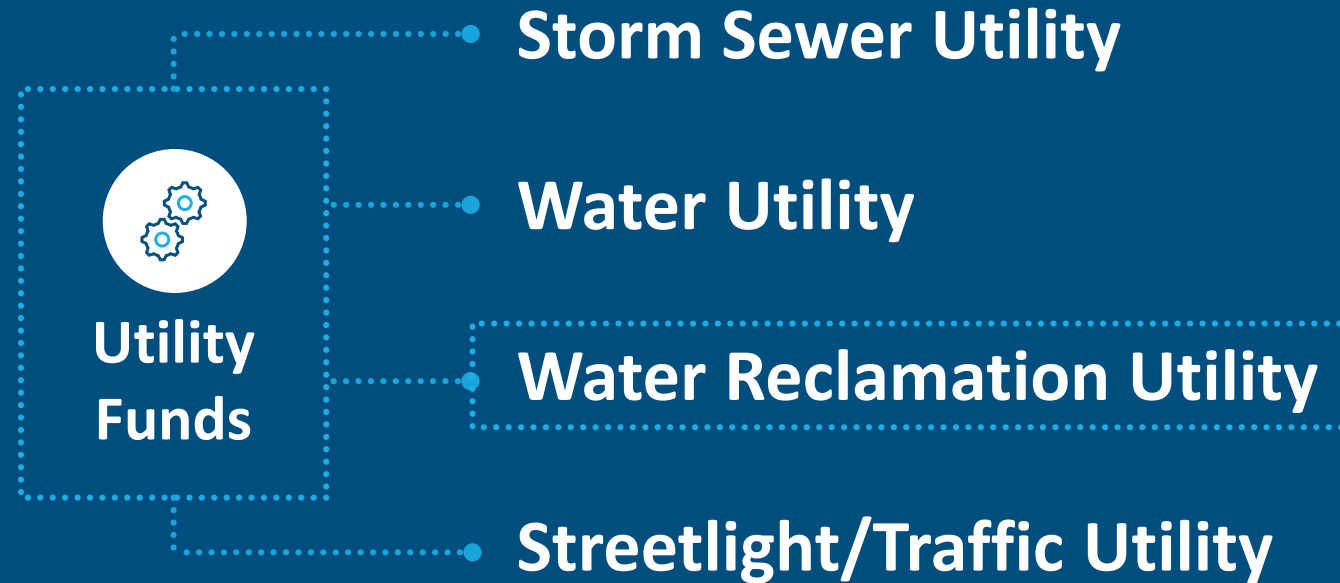 Storm Sewer Utility
Water Utility
Utility
Funds
Water Reclamation Utility
Streetlight/Traffic Utility